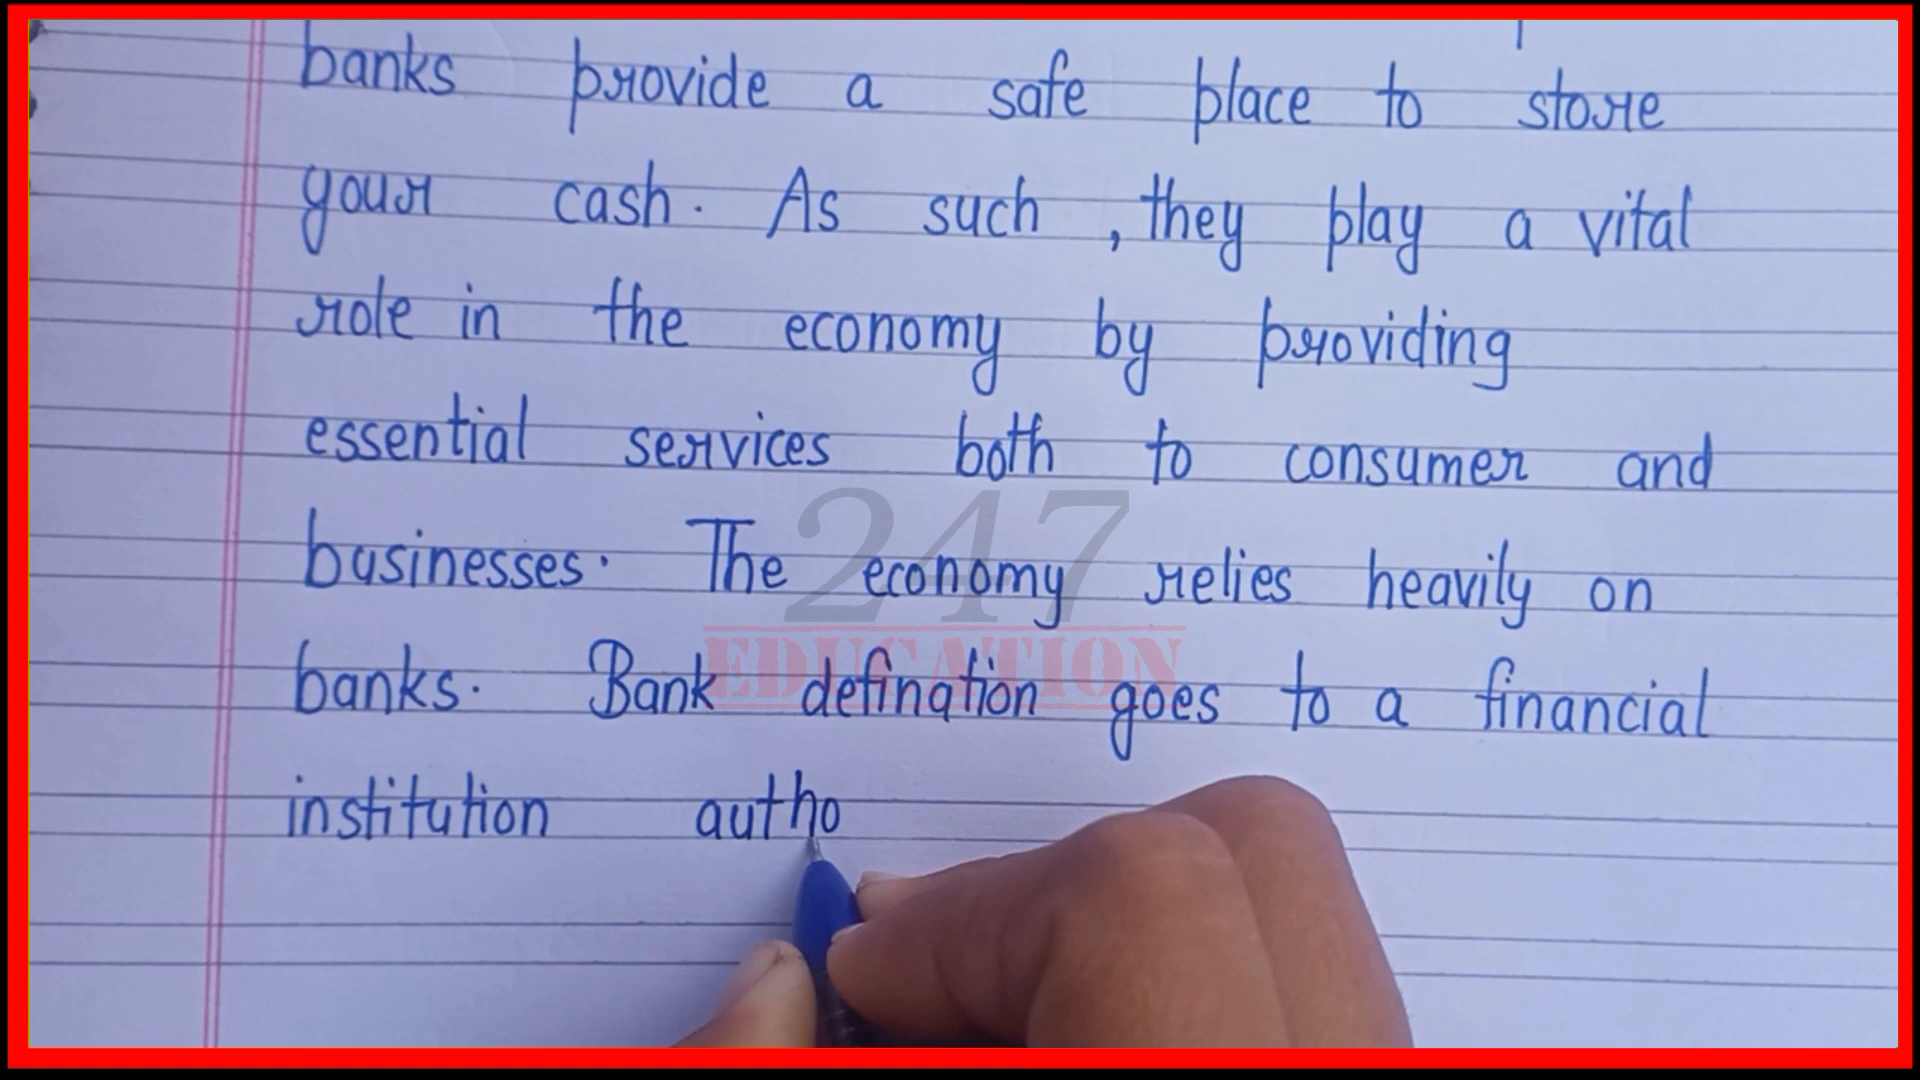 banks provide a safe place to store
your cash. As such , they play a vital
role in the economy by providing
essential services both to consumer and
businesses. The economy relies heavily on
banks. Bank defination goes to a financial
institution autho
247
EDUCATION